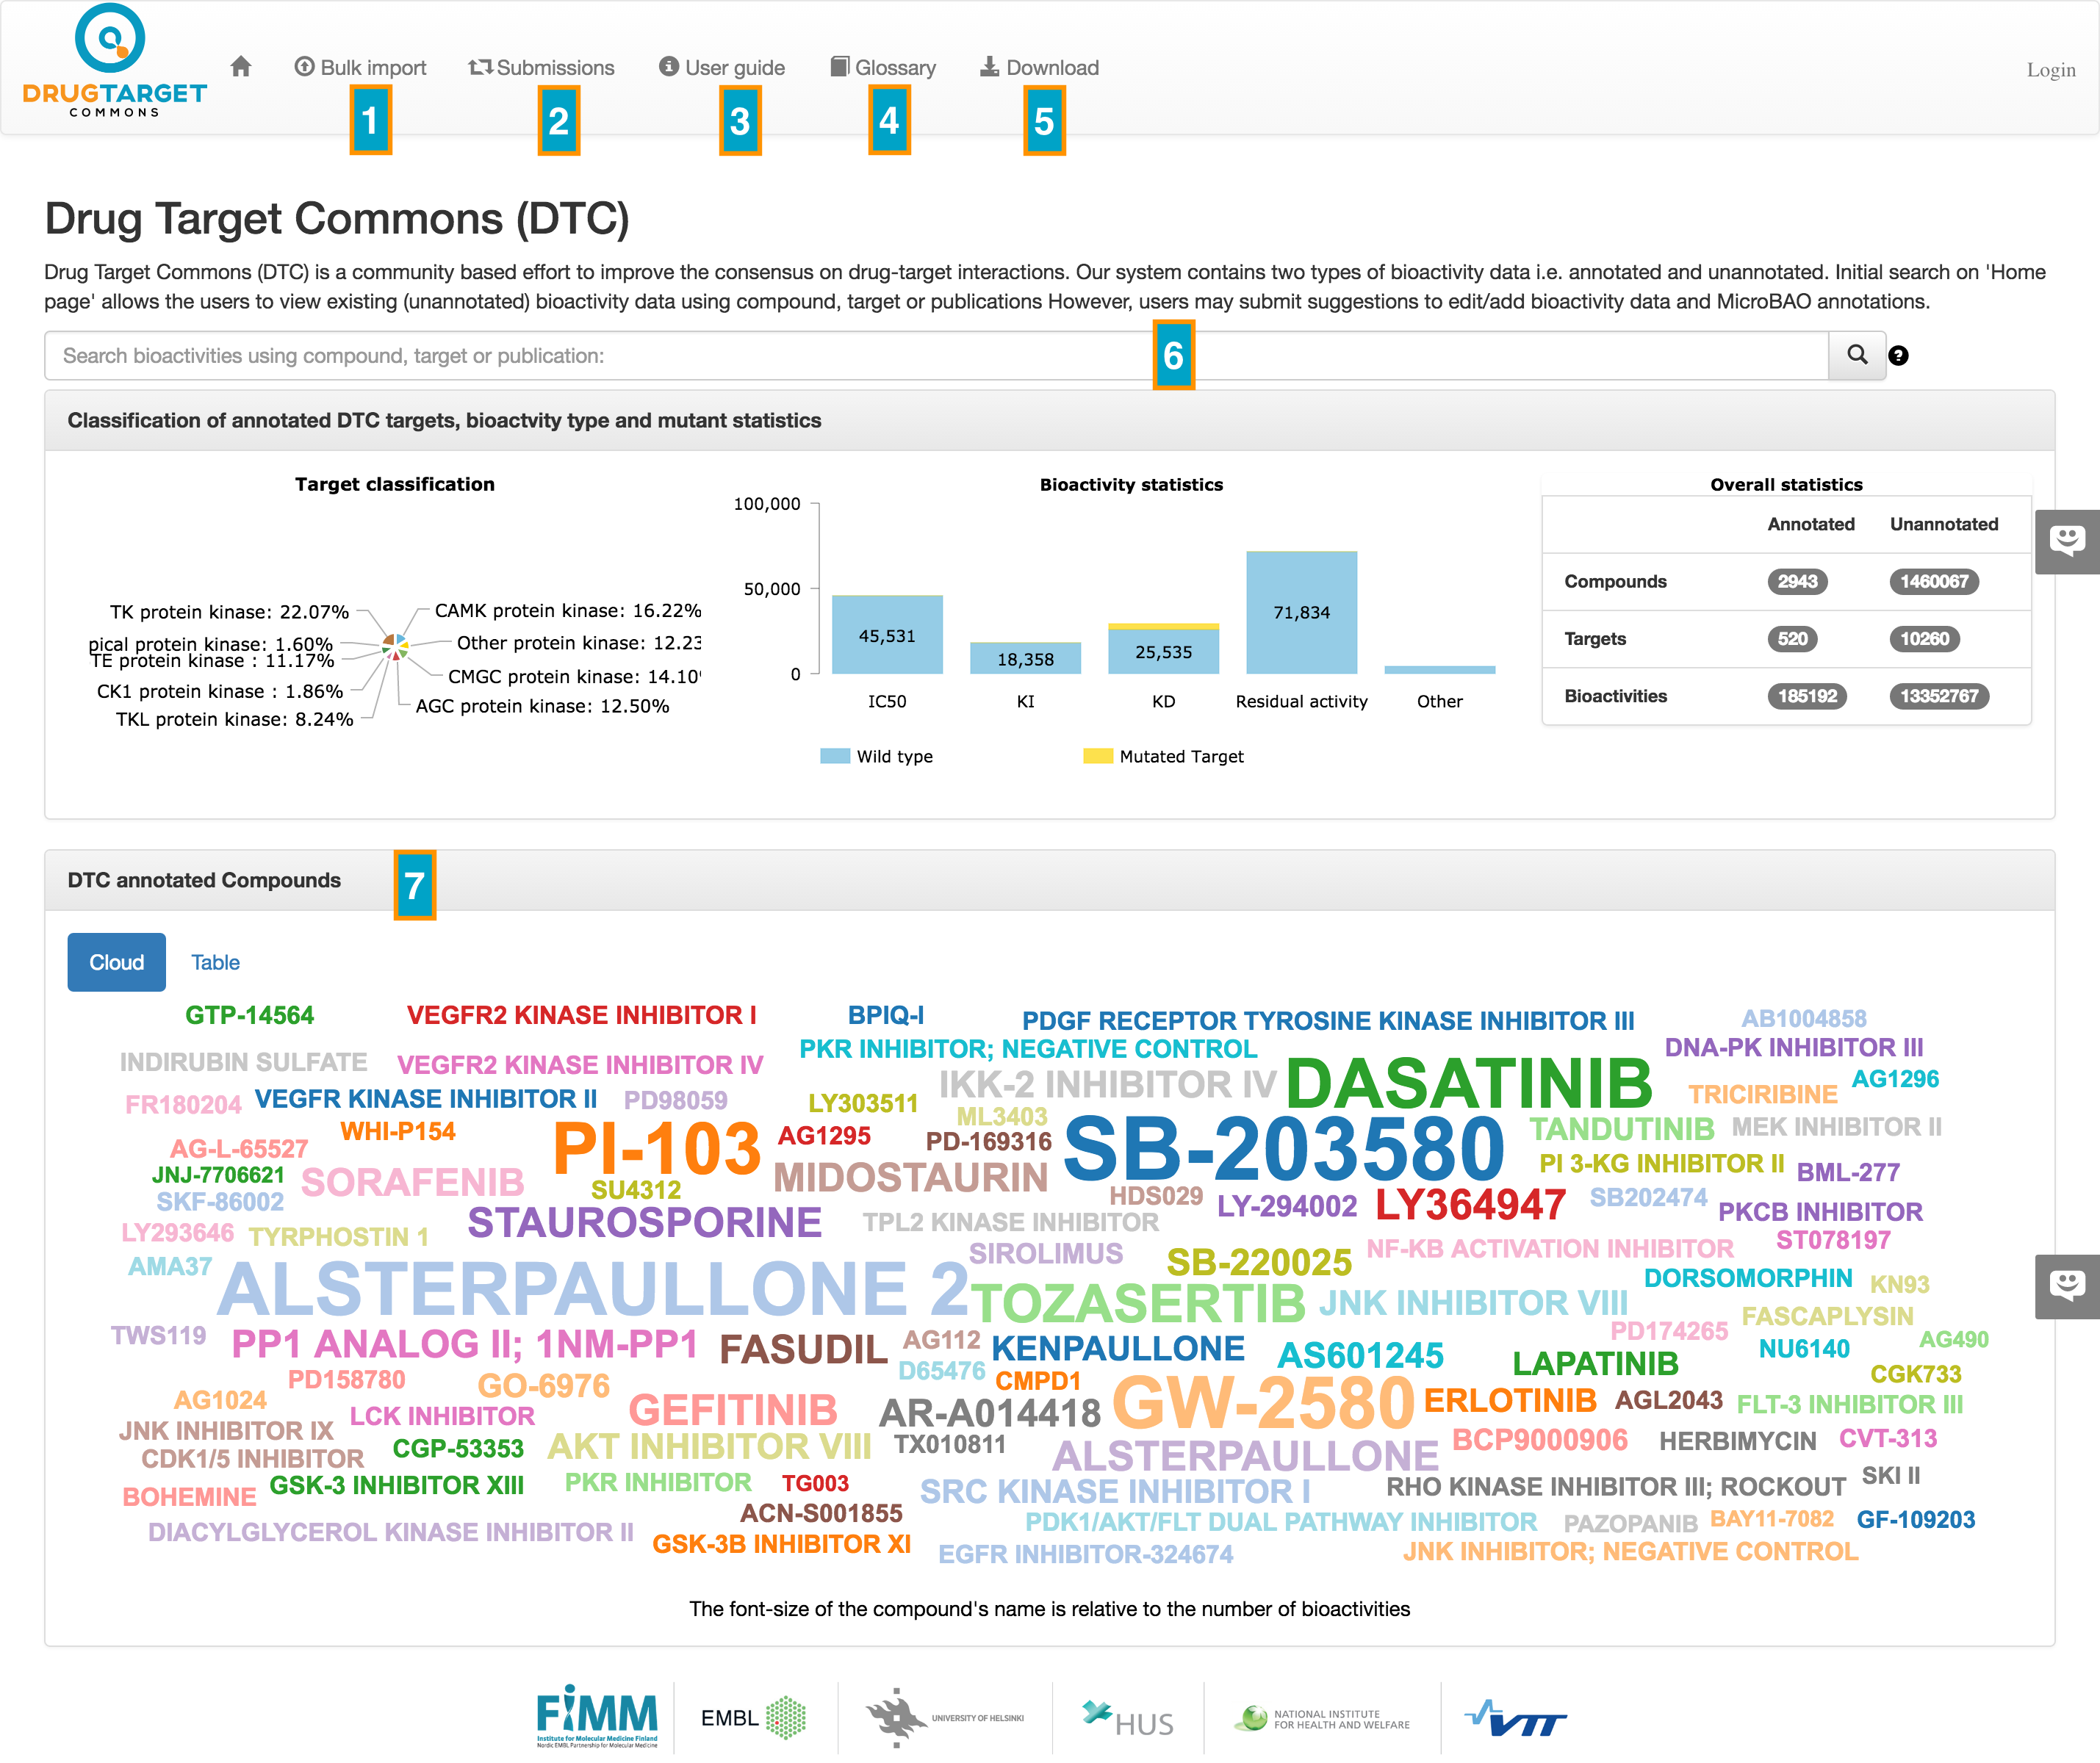 DRUGTARGET
COMMONS
Bulk import
Submissions
User guide
Glossary
Download
Login
1
2
3
4
5
Drug Target Commons (DTC)
Drug Target Commons (DTC) is a community based effort to improve the consensus on drug-target interactions. Our system contains two types of bioactivity data i.e. annotated and unannotated. Initial search on 'Home
page' allows the users to view existing (unannotated) bioactivity data using compound, target or publications However, users may submit suggestions to edit/add bioactivity data and MicroBAO annotations.
Search bioactivities using compound, target or publication:
6
?
Classification of annotated DTC targets, bioactvity type and mutant statistics
Target classification
TK protein kinase: 22.07%
CAMK protein kinase: 16.22%
pical protein kinase: 1.60%
Other protein kinase: 12.23
TE protein kinase : 11.17%
CMGC protein kinase: 14.10
CK1 protein kinase : 1.86%
AGC protein kinase: 12.50%
TKL protein kinase: 8.24%
Bioactivity statistics
100,000
50,000
0
45,531
18,358
25,535
71,834
IC50
KI
KD
Residual activity
Other
Wild type
Mutated Target
Overall statistics
Annotated Unannotated
Compounds 2943 1460067
Targets 520 10260
Bioactivities 185192 13352767
DTC annotated Compounds
7
Cloud
Table
GTP-14564
VEGFR2 KINASE INHIBITOR I
BPIQ-I
PDGF RECEPTOR TYROSINE KINASE INHIBITOR III
AB1004858
INDIRUBIN SULFATE
VEGFR2 KINASE INHIBITOR IV
PKR INHIBITOR; NEGATIVE CONTROL
DNA-PK INHIBITOR III
IKK-2 INHIBITOR IV
DASATINIB
TRICIRIBINE
AG1296
FR180204
VEGFR KINASE INHIBITOR II
PD98059
LY303511
ML3403
WHI-P154
PI-103
AG1295
PD-169316
SB-203580
TANDUTINIB
MEK INHIBITOR II
AG-L-65527
JNJ-7706621
SORAFENIB
SU4312
MIDOSTAURIN
PI 3-KG INHIBITOR II
BML-277
SKF-86002
HDS029
LY-294002
LY364947
SB202474
PKCB INHIBITOR
LY293646
TYRPHOSTIN 1
STAUROSPORINE
TPL2 KINASE INHIBITOR
SIROLIMUS
SB-220025
NF-KB ACTIVATION INHIBITOR
ST078197
AMA37
ALSTERPAULLONE 2
TOZASERTIB
JNK INHIBITOR VIII
DORSOMORPHIN
KN93
FASCAPLYSIN
TWS119
PP1 ANALOG II; 1NM-PP1
FASUDIL
AG112
KENPAULLONE
AS601245
PD174265
NU6140
AG490
PD158780
GO-6976
D65476
CMPD1
LAPATINIB
CGK733
AG1024
LCK INHIBITOR
GEFITINIB
AR-A014418
GW-2580
ERLOTINIB
AGL2043
FLT-3 INHIBITOR III
JNK INHIBITOR IX
CDK1/5 INHIBITOR
CGP-53353
AKT INHIBITOR VIII
TX010811
ALSTERPAULLONE
BCP9000906
HERBIMYCIN
CVT-313
BOHEMINE
GSK-3 INHIBITOR XIII
PKR INHIBITOR
TG003
SRC KINASE INHIBITOR I
RHO KINASE INHIBITOR III; ROCKOUT
SKI II
ACN-S001855
DIACYLGLYCEROL KINASE INHIBITOR II
GSK-3B INHIBITOR XI
PDK1/AKT/FLT DUAL PATHWAY INHIBITOR
PAZOPANIB
BAY11-7082
GF-109203
EGFR INHIBITOR-324674
JNK INHIBITOR; NEGATIVE CONTROL
The font-size of the compound's name is relative to the number of bioactivities
FiMM
Institute for Molecular Medicine Finland
Nordic EMBL Partnership for Molecular Medicine
EMBL
UNIVERSITY OF HELSINKI
HUS
NATIONAL INSTITUTE
FOR HEALTH AND WELFARE
VTT